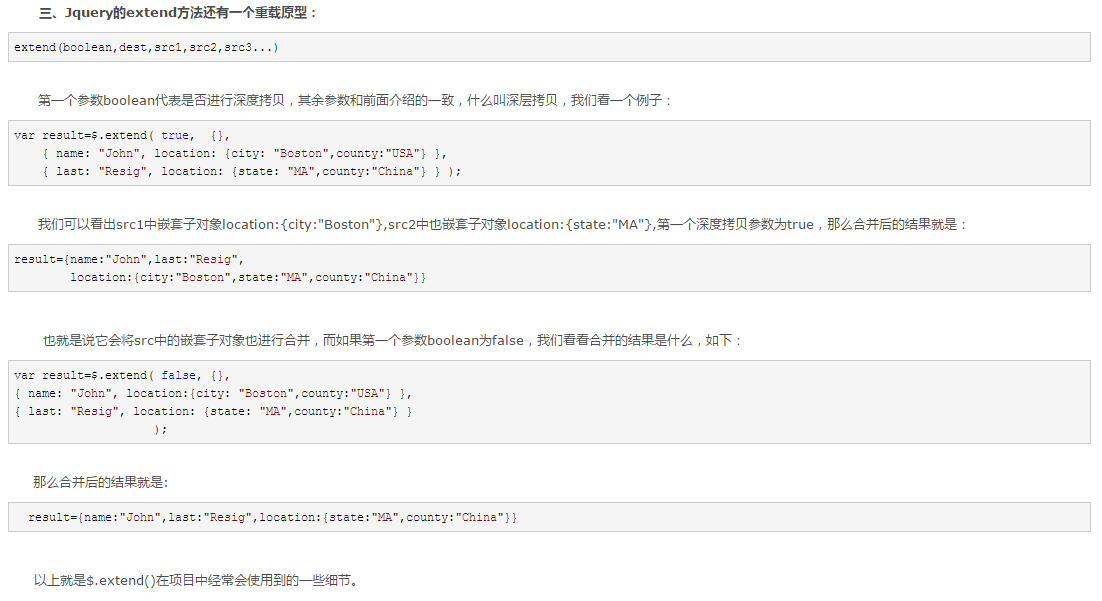 三、Jquery的extend方法还有一个重载原型：
extend(boolean,dest,src1,src2,src3...)
第一个参数boolean代表是否进行深度拷贝，其余参数和前面介绍的一致，什么叫深层拷贝，我们看一个例子：
var result=$.extend( true,  {},
    { name: "John", location: {city: "Boston",county:"USA"} },
    { last: "Resig", location: {state: "MA",county:"China"} } );
我们可以看出src1中嵌套子对象location:{city:"Boston"},src2中也嵌套子对象location:{state:"MA"},第一个深度拷贝参数为true，那么合并后的结果就是：
result={name:"John",last:"Resig",
        location:{city:"Boston",state:"MA",county:"China"}}
也就是说它会将src中的嵌套子对象也进行合并，而如果第一个参数boolean为false，我们看看合并的结果是什么，如下：
var result=$.extend( false, {},
{ name: "John", location:{city: "Boston",county:"USA"} },
{ last: "Resig", location: {state: "MA",county:"China"} }
                    );
那么合并后的结果就是:
result={name:"John",last:"Resig",location:{state:"MA",county:"China"}}
以上就是$.extend()在项目中经常会使用到的一些细节。